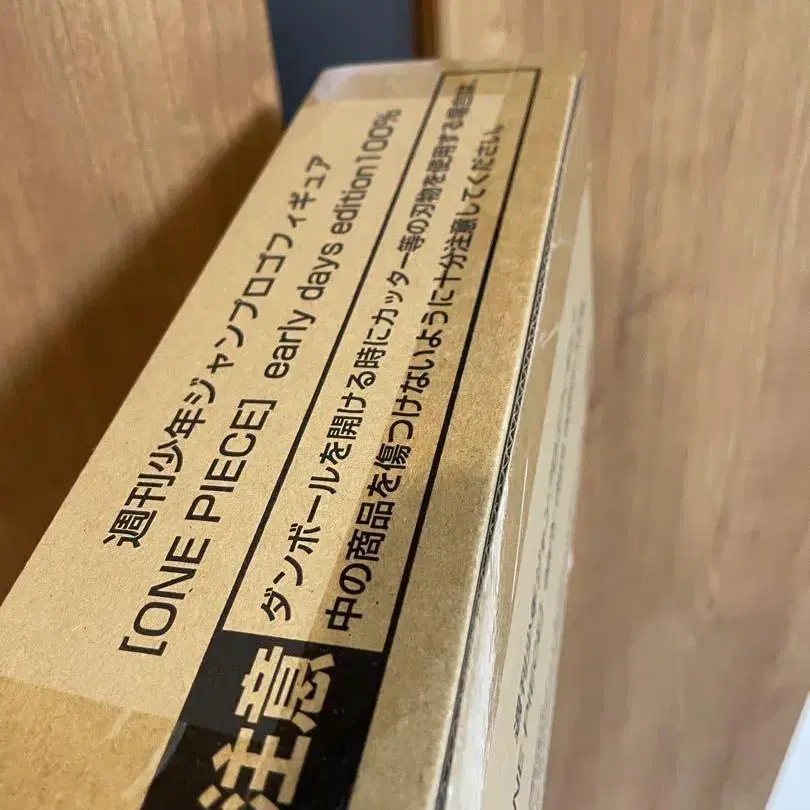 週刊少年ジャンプロゴフィギュア
[ONE PIECE] early days edition100%
注意
ダンボールを開ける時にカッター等の刃物を使用する場合は、
中の商品を傷つけないように十分注意してください。